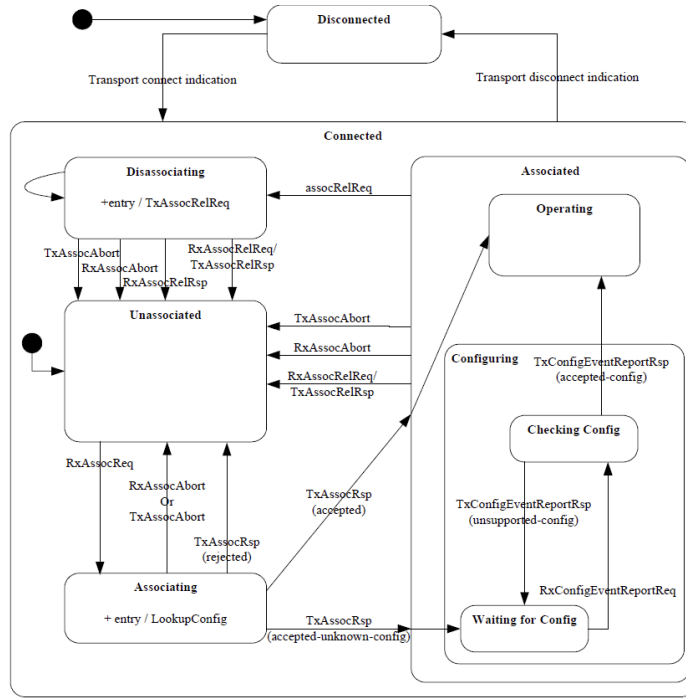 Disconnected
Transport connect indication
Transport disconnect indication
Connected
Disassociating
+entry / TxAssocRelReq
assocRelReq
Associated
Operating
TxAssocAbort
RxAssocAbort
RxAssocRelRsp
RxAssocRelReq/
TxAssocRelRsp
Unassociated
TxAssocAbort
RxAssocAbort
RxAssocRelReq/
TxAssocRelRsp
Configuring
TxConfigEventReportRsp
(accepted-config)
Checking Config
RxAssocReq
RxAssocAbort
Or
TxAssocAbort
TxAssocRsp
(rejected)
TxAssocRsp
(accepted)
TxConfigEventReportRsp
(unsupported-config)
RxConfigEventReportReq
Associating
+ entry / LookupConfig
TxAssocRsp
(accepted-unknown-config)
Waiting for Config